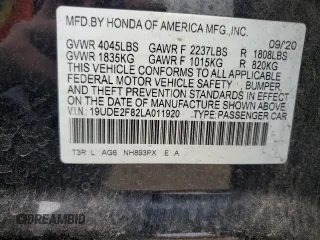 MFD.BY HONDA OF AMERICA MFG.,INC.
09/20
GVWR 4045LBS GAWR F 2237LBS R 1808LBS
GVWR 1835KG GAWR F 1015KG R 820KG
THIS VEHICLE CONFORMS TO ALL APPLICABLE
FEDERAL MOTOR VEHICLE SAFETY, BUMPER, AND
THEFT PREVENTION STANDARDS IN EFFECT ON THE
DATE OF MANUFACTURE SHOWN ABOVE.
V.I.N.: 19UDE2F82LA011920 TYPE:PASSENGER CAR
T3R L AG6 NH893PX E A
AUTOBIDMASTER